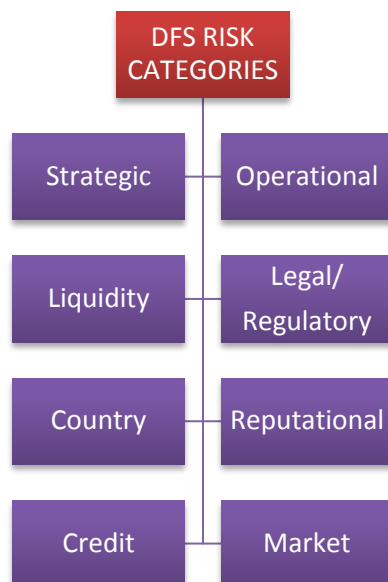 DFS RISK
CATEGORIES
Strategic
Operational
Liquidity
Legal/
Regulatory
Country
Reputational
Credit
Market